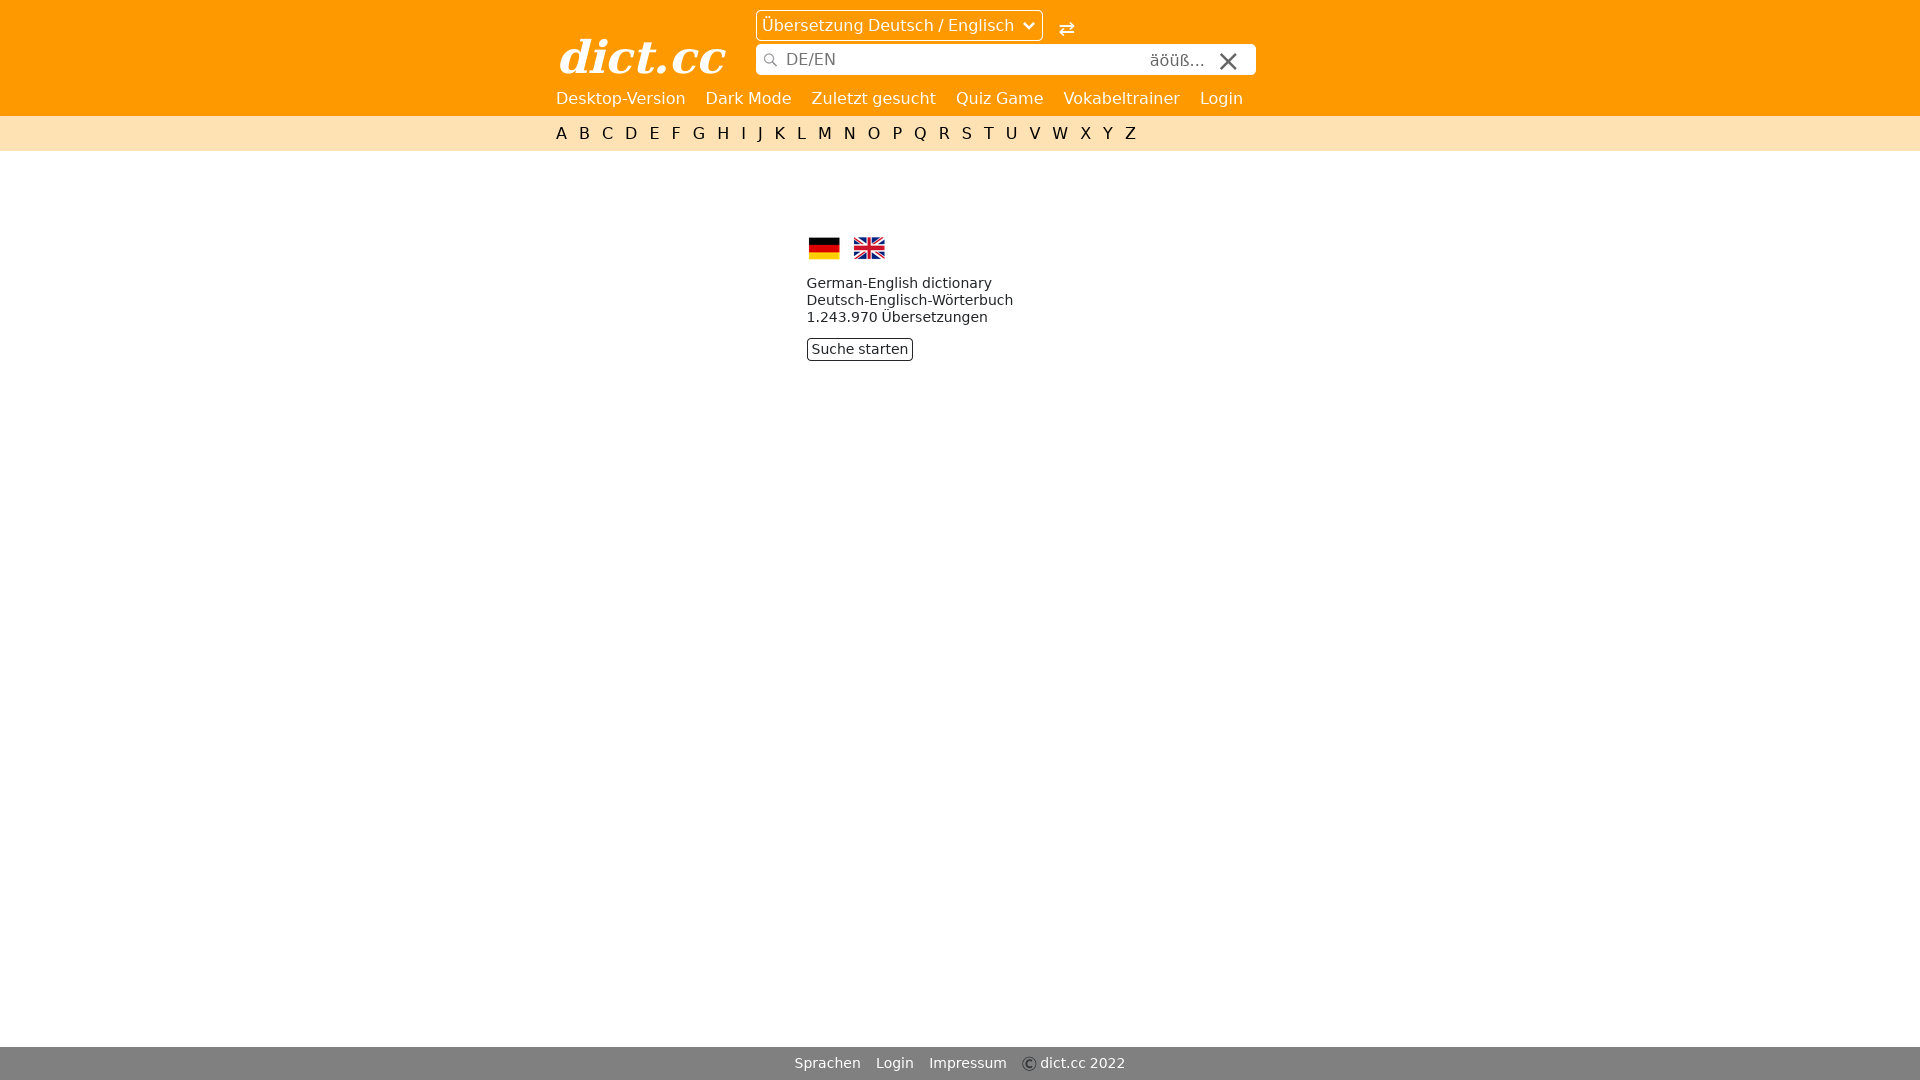 Übersetzung Deutsch / Englisch ⇄
dict.cc
DE/EN äöüß...
Desktop-Version Dark Mode Zuletzt gesucht Quiz Game Vokabeltrainer Login
A B C D E F G H I J K L M N O P Q R S T U V W X Y Z
German-English dictionary
Deutsch-Englisch-Wörterbuch
1.243.970 Übersetzungen
Suche starten
Sprachen Login Impressum © dict.cc 2022